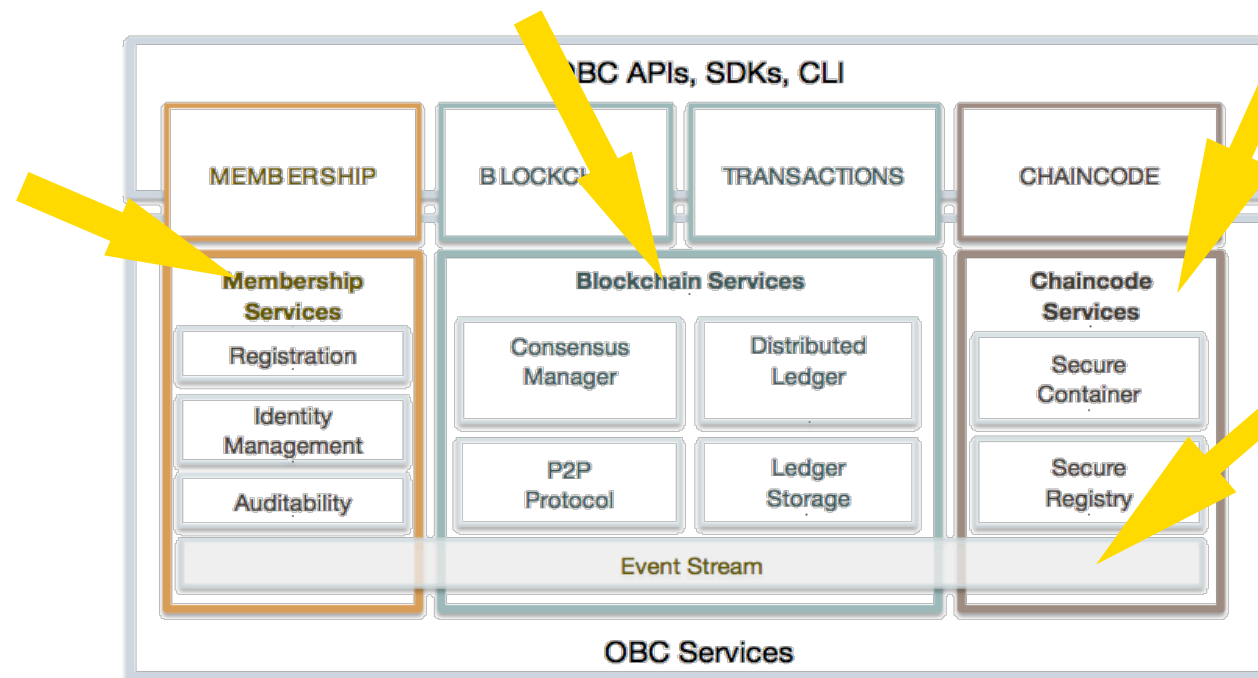 OBC APIs, SDKs, CLI
MEMBERSHIP
TRANSACTIONS
CHAINCODE
Membership
Services
Registration
Identity
Management
Auditability
Blockchain Services
Consensus
Manager
Distributed
Ledger
P2P
Protocol
Ledger
Storage
Chaincode
Services
Secure
Container
Secure
Registry
Event Stream
OBC Services